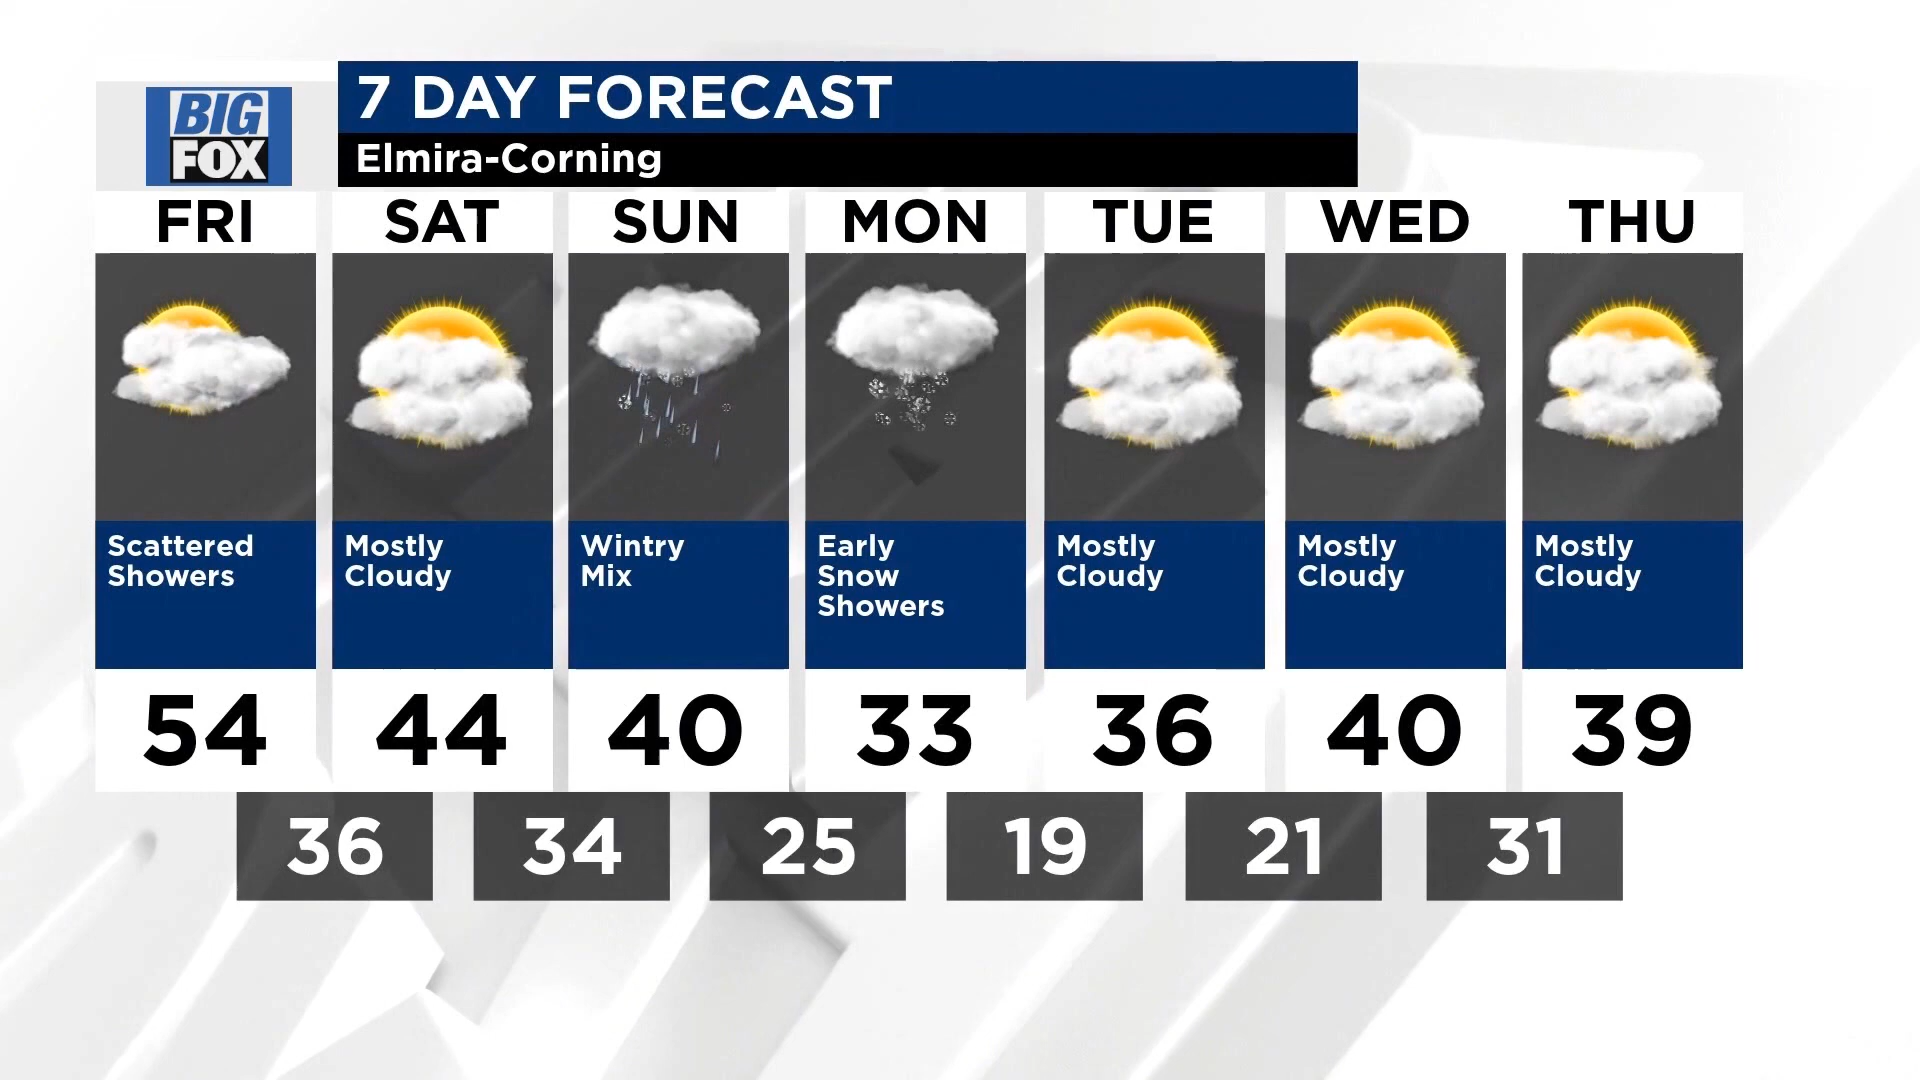 BIG
FOX
7 DAY FORECAST
Elmira-Corning
FRI
SAT
SUN
MON
TUE
WED
THU
Scattered
Showers
Mostly
Cloudy
Wintry
Mix
Early
Snow
Showers
Mostly
Cloudy
Mostly
Cloudy
Mostly
Cloudy
54
44
40
33
36
40
39
36
34
25
19
21
31